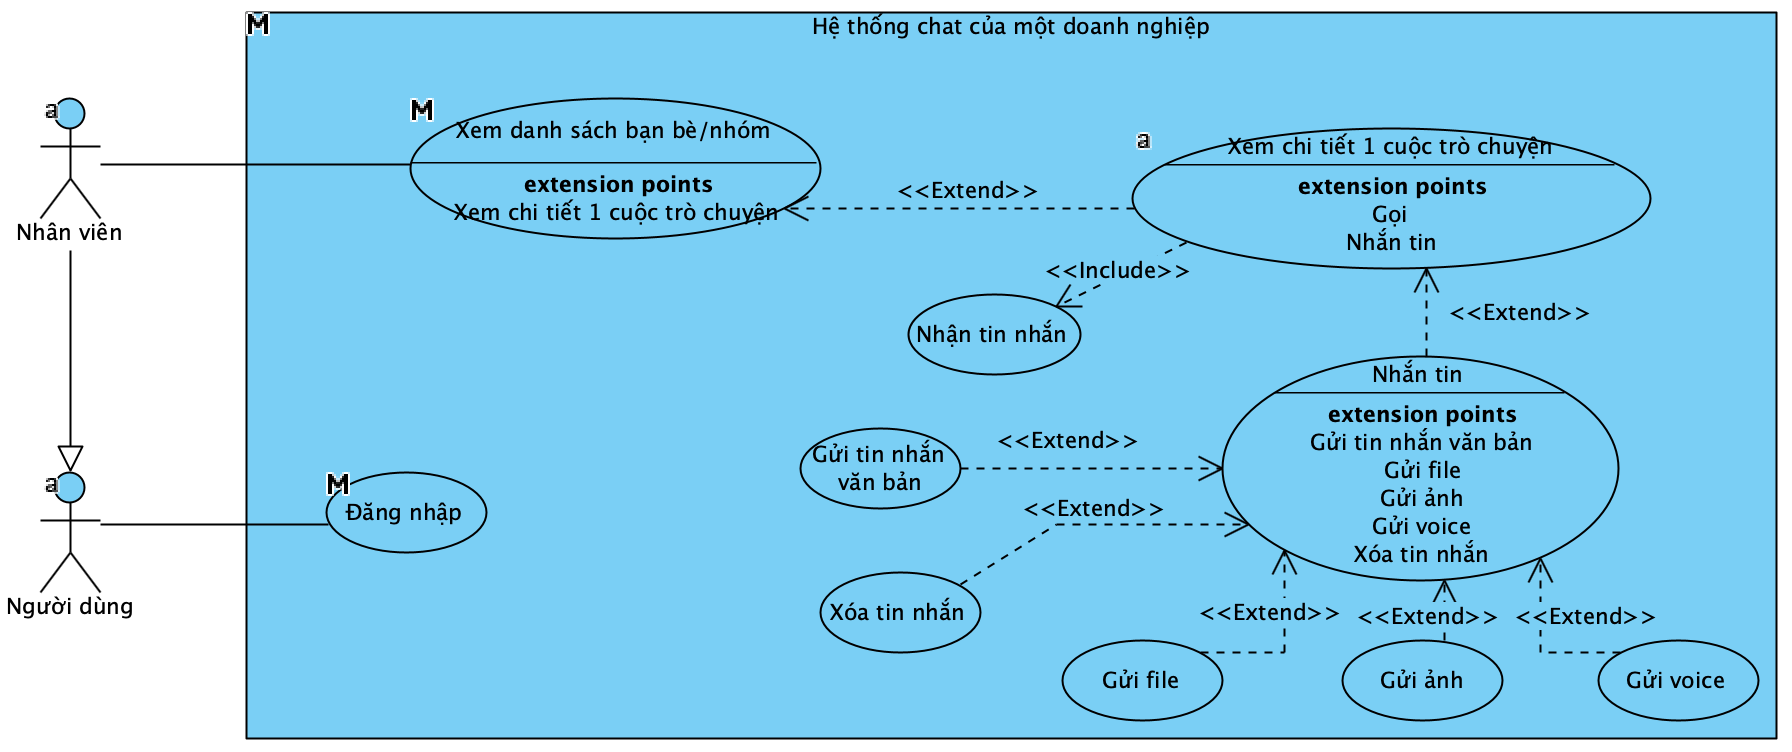 Hệ thống chat của một doanh nghiệp
M
a
Nhân viên
M
Xem danh sách bạn bè/nhóm
extension points
Xem chi tiết 1 cuộc trò chuyện
<<Extend>>
a
Xem chi tiết 1 cuộc trò chuyện
extension points
Gọi
Nhắn tin
<<Include>>
Nhận tin nhắn
<<Extend>>
Nhắn tin
extension points
Gửi tin nhắn văn bản
Gửi file
Gửi ảnh
Gửi voice
Xóa tin nhắn
Gửi tin nhắn
văn bản
<<Extend>>
<<Extend>>
Xóa tin nhắn
a
Người dùng
M
Đăng nhập
<<Extend>>
<<Extend>>
<<Extend>>
Gửi file
Gửi ảnh
Gửi voice